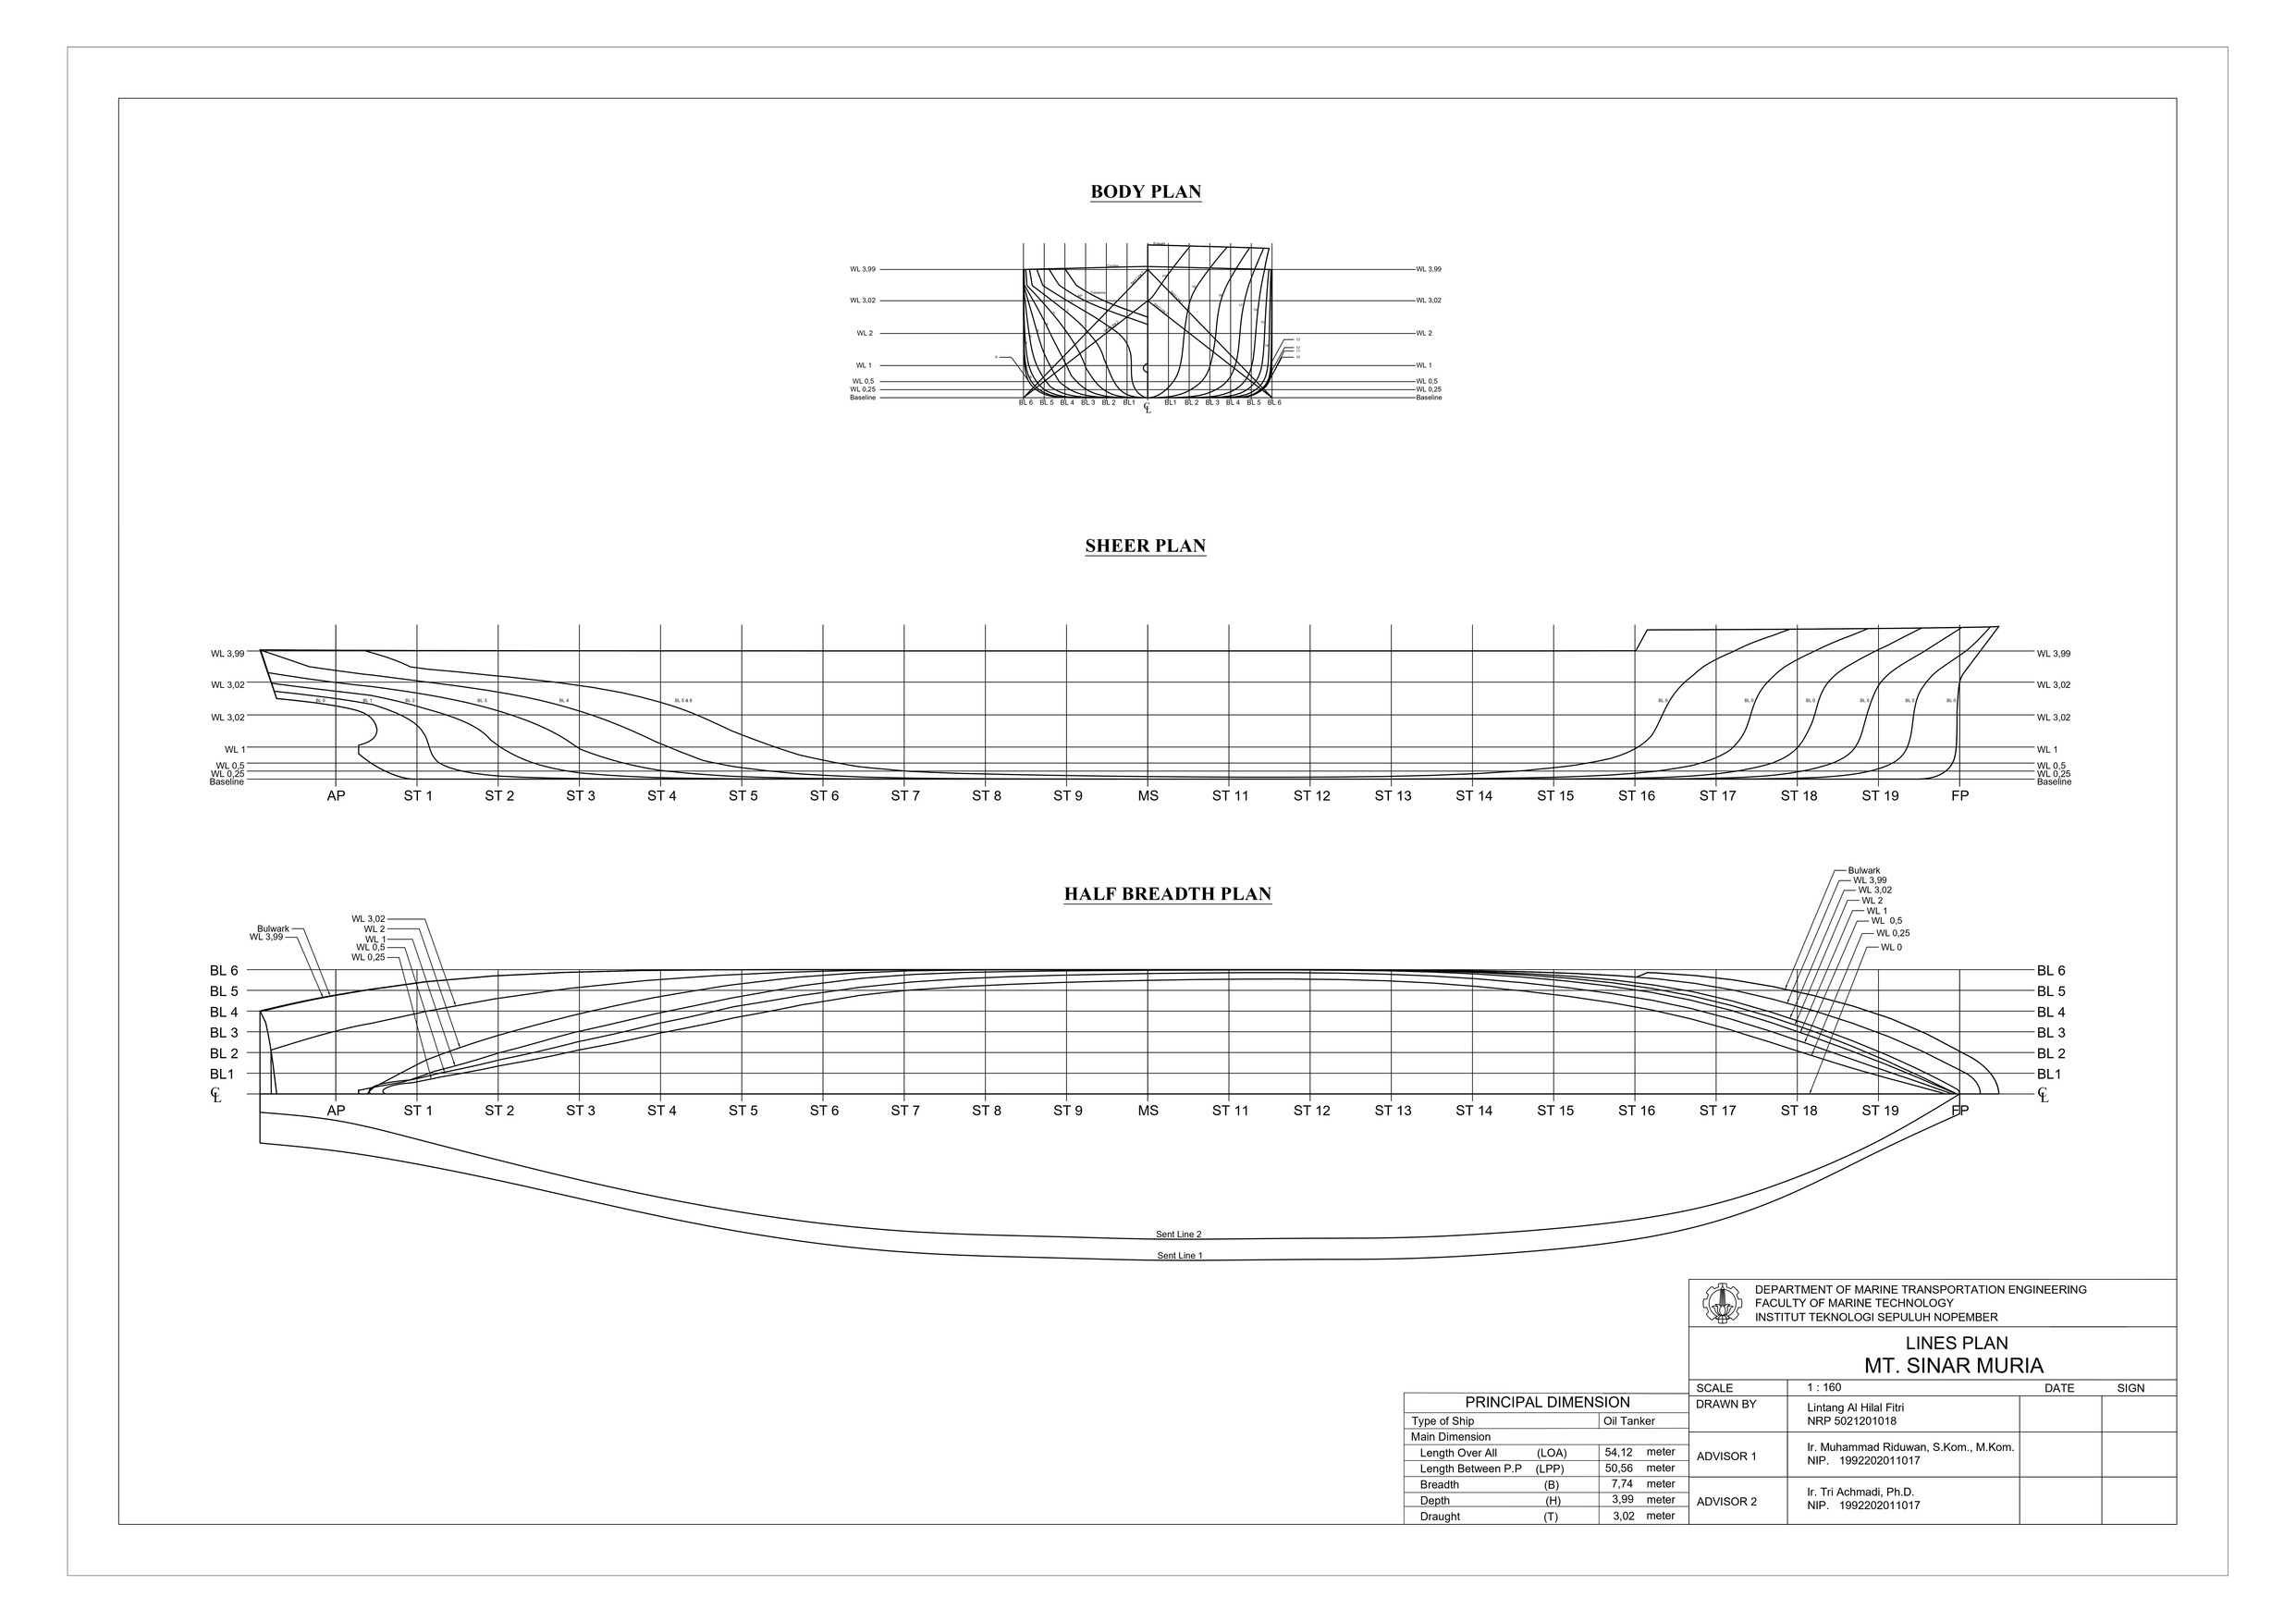 BODY PLAN
WL 3,99 WL 3,99
WL 3,02 WL 3,02
WL 2 WL 2
WL 1 WL 1
WL 0,5 WL 0,5
WL 0,25 WL 0,25
Baseline Baseline
BL 6 BL 5 BL 4 BL 3 BL 2 BL1 CL BL1 BL 2 BL 3 BL 4 BL 5 BL 6
SHEER PLAN
WL 3,99 WL 3,99
WL 3,02 WL 3,02
BL 0 BL 1 BL 2 BL 3 BL 4 BL 5 & 6 BL 0 BL 0 BL 0 BL 0 BL 0 BL 0
WL 3,02 WL 3,02
WL 1 WL 1
WL 0,5 WL 0,5
WL 0,25 WL 0,25
Baseline Baseline
AP ST 1 ST 2 ST 3 ST 4 ST 5 ST 6 ST 7 ST 8 ST 9 MS ST 11 ST 12 ST 13 ST 14 ST 15 ST 16 ST 17 ST 18 ST 19 FP
HALF BREADTH PLAN
Bulwark
WL 3,99
WL 3,02
WL 2
WL 1
WL 0,5
WL 0,25
Bulwark
WL 3,99
WL 3,02
WL 2
WL 1
WL 0,5
WL 0,25
WL 0
BL 6 BL 6
BL 5 BL 5
BL 4 BL 4
BL 3 BL 3
BL 2 BL 2
BL1 BL1
CL CL
AP ST 1 ST 2 ST 3 ST 4 ST 5 ST 6 ST 7 ST 8 ST 9 MS ST 11 ST 12 ST 13 ST 14 ST 15 ST 16 ST 17 ST 18 ST 19 FP
Sent Line 2
Sent Line 1
PRINCIPAL DIMENSION
Type of Ship Oil Tanker
Main Dimension
Length Over All (LOA) 54,12 meter
Length Between P.P (LPP) 50,56 meter
Breadth (B) 7,74 meter
Depth (H) 3,99 meter
Draught (T) 3,02 meter
DEPARTMENT OF MARINE TRANSPORTATION ENGINEERING
FACULTY OF MARINE TECHNOLOGY
INSTITUT TEKNOLOGI SEPULUH NOPEMBER
LINES PLAN
MT. SINAR MURIA
SCALE 1 : 160 DATE SIGN
DRAWN BY Lintang Al Hilal Fitri
NRP 5021201018
ADVISOR 1 Ir. Muhammad Riduwan, S.Kom., M.Kom.
NIP. 1992202011017
ADVISOR 2 Ir. Tri Achmadi, Ph.D.
NIP. 1992202011017